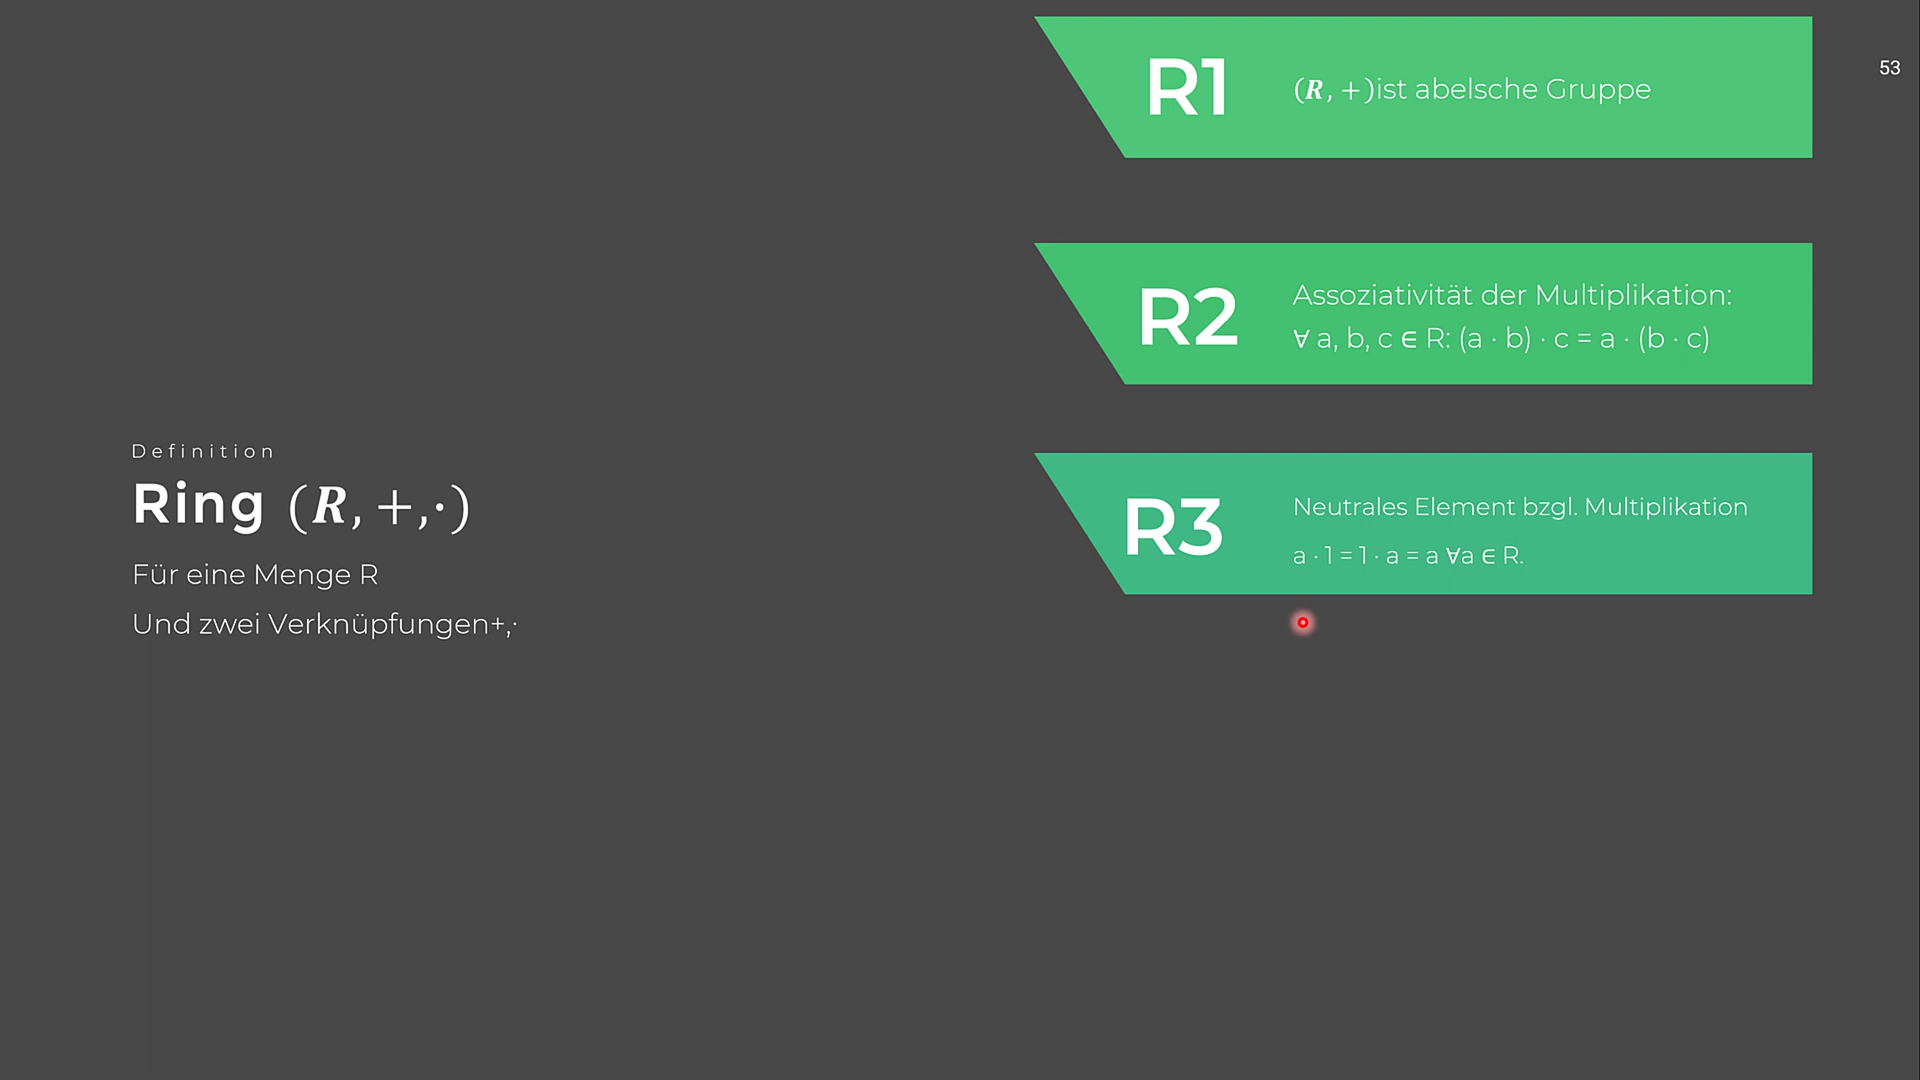 53
R1
(R, +)ist abelsche Gruppe
R2
Assoziativität der Multiplikation:
∀ a, b, c ∈ R: (a · b) · c = a · (b · c)
Definition
Ring (R, +,·)
Für eine Menge R
Und zwei Verknüpfungen+,·
R3
Neutrales Element bzgl. Multiplikation
a · 1 = 1 · a = a ∀a ∈ R.